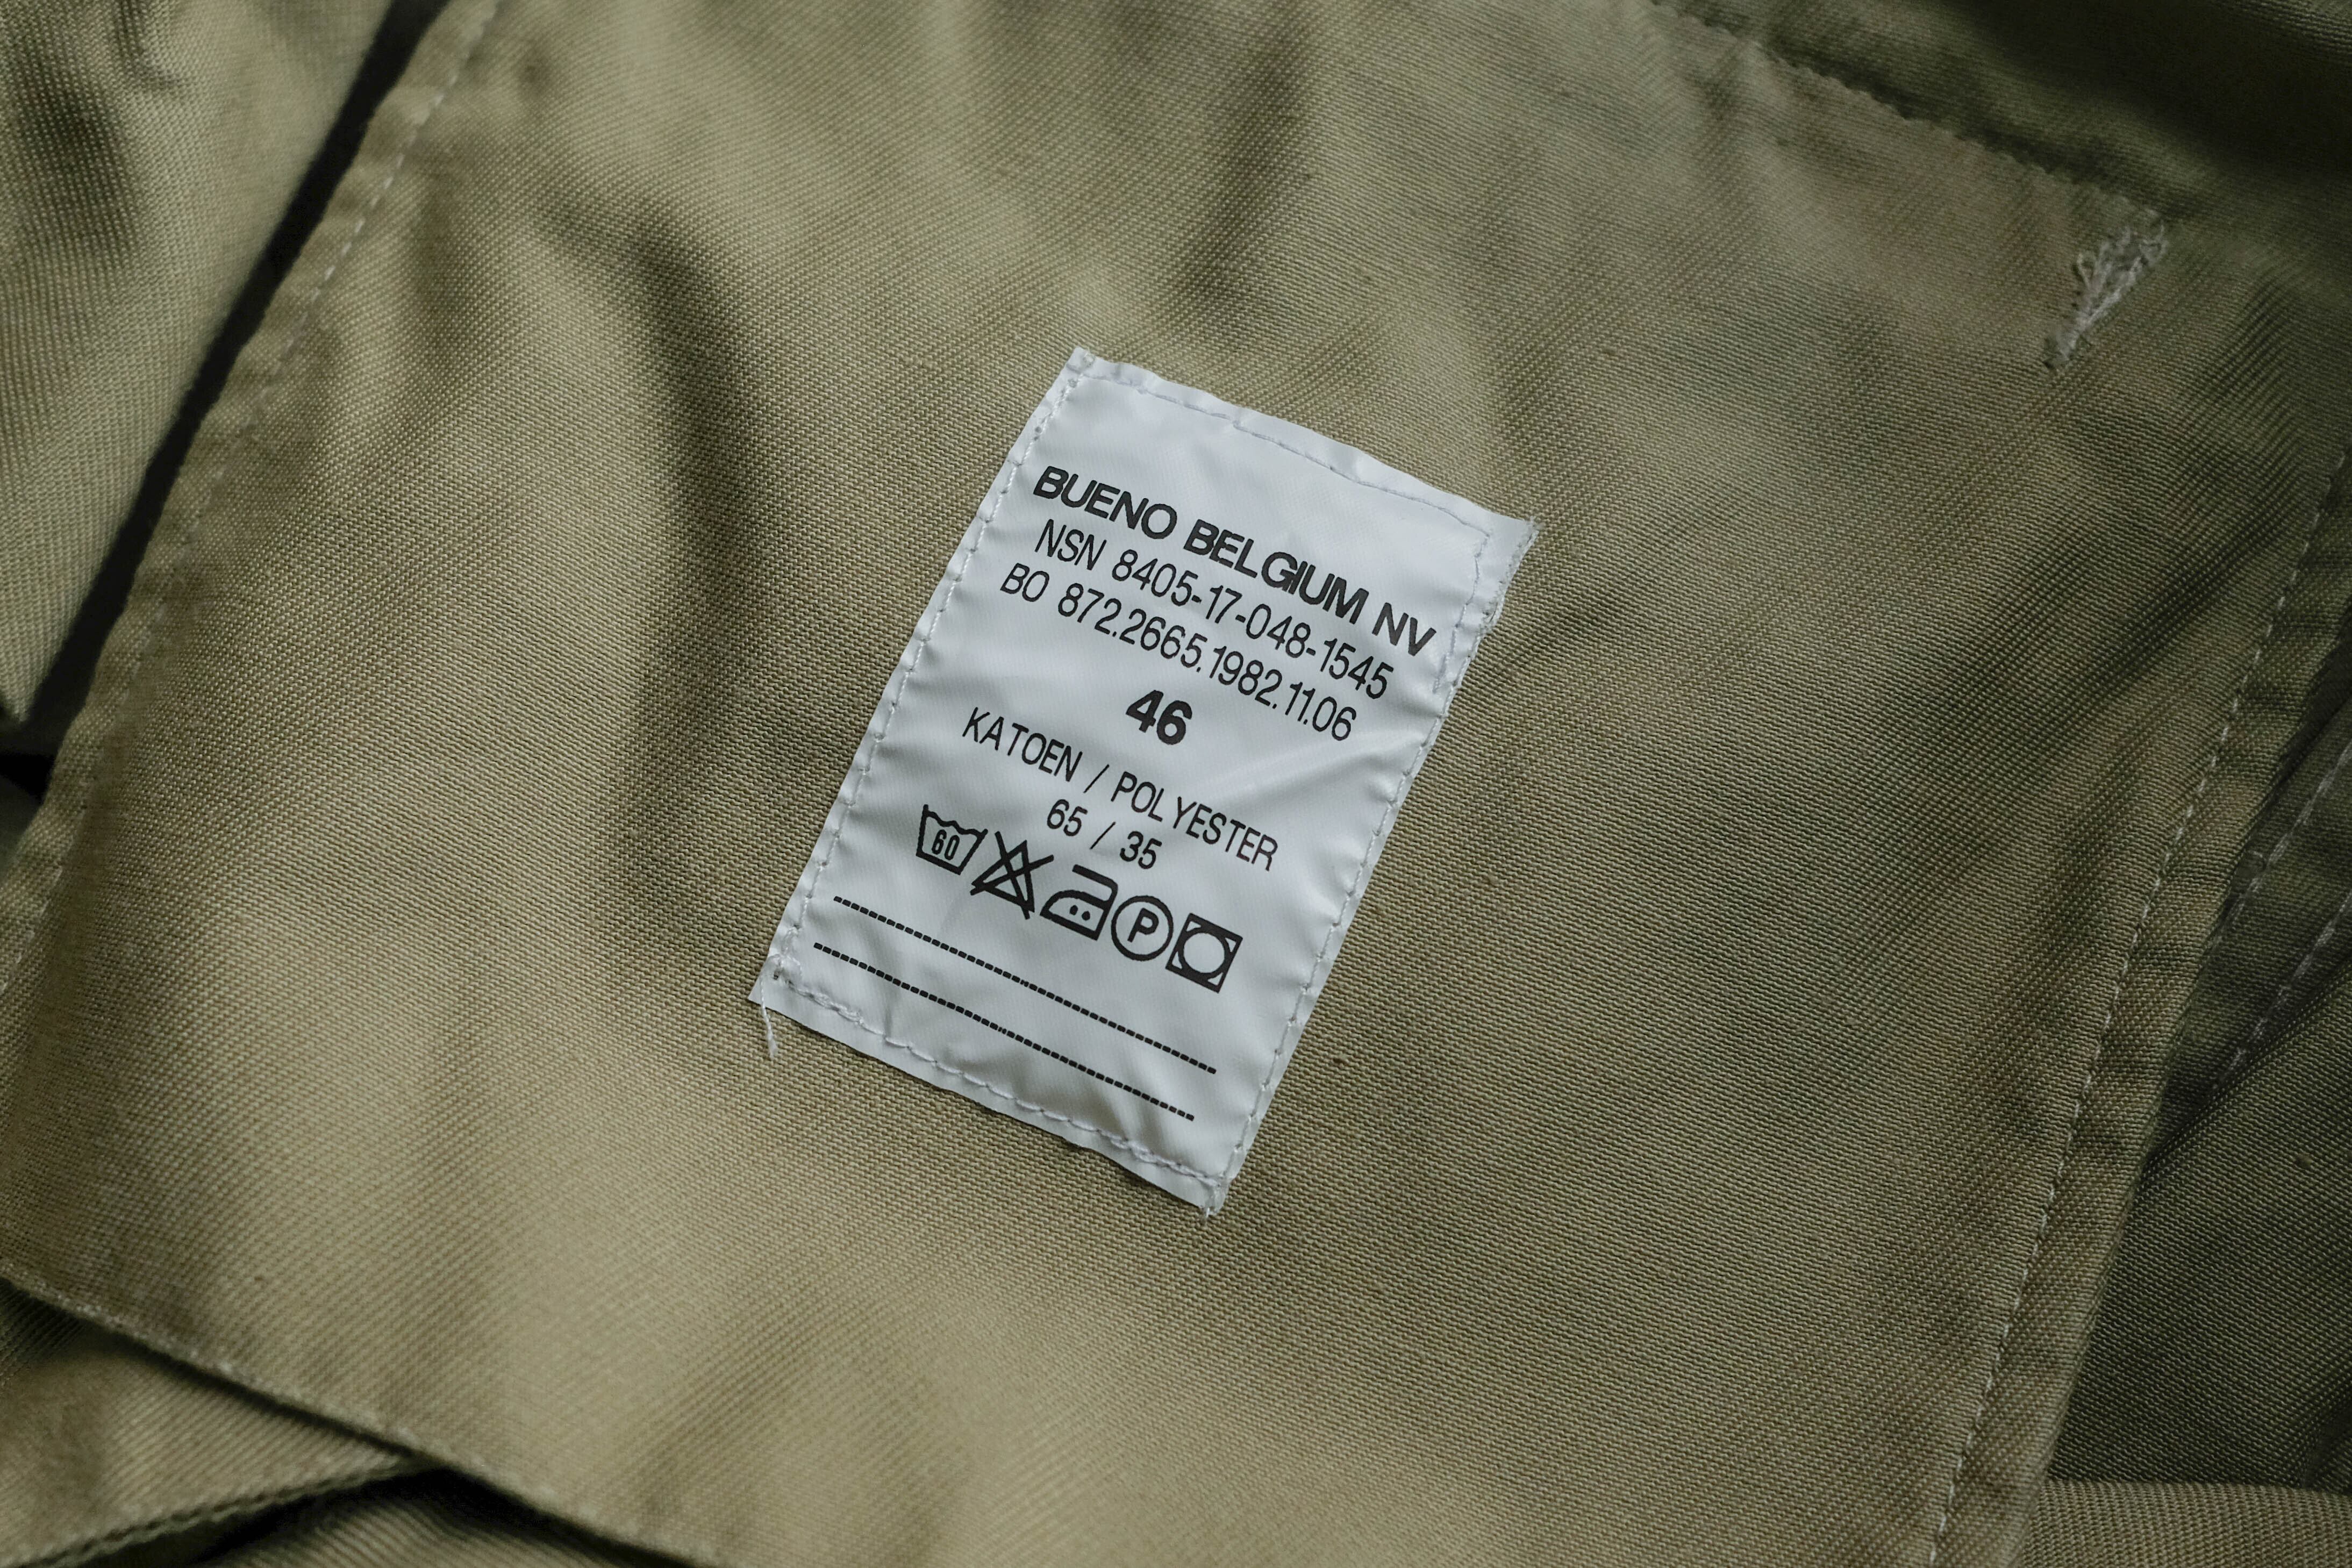 BUENO BELGIUM NV
NSN 8405-17-048-1545
BO 872.2665.1982.11.06
46
KATOEN / POLYESTER
65 / 35
60 P